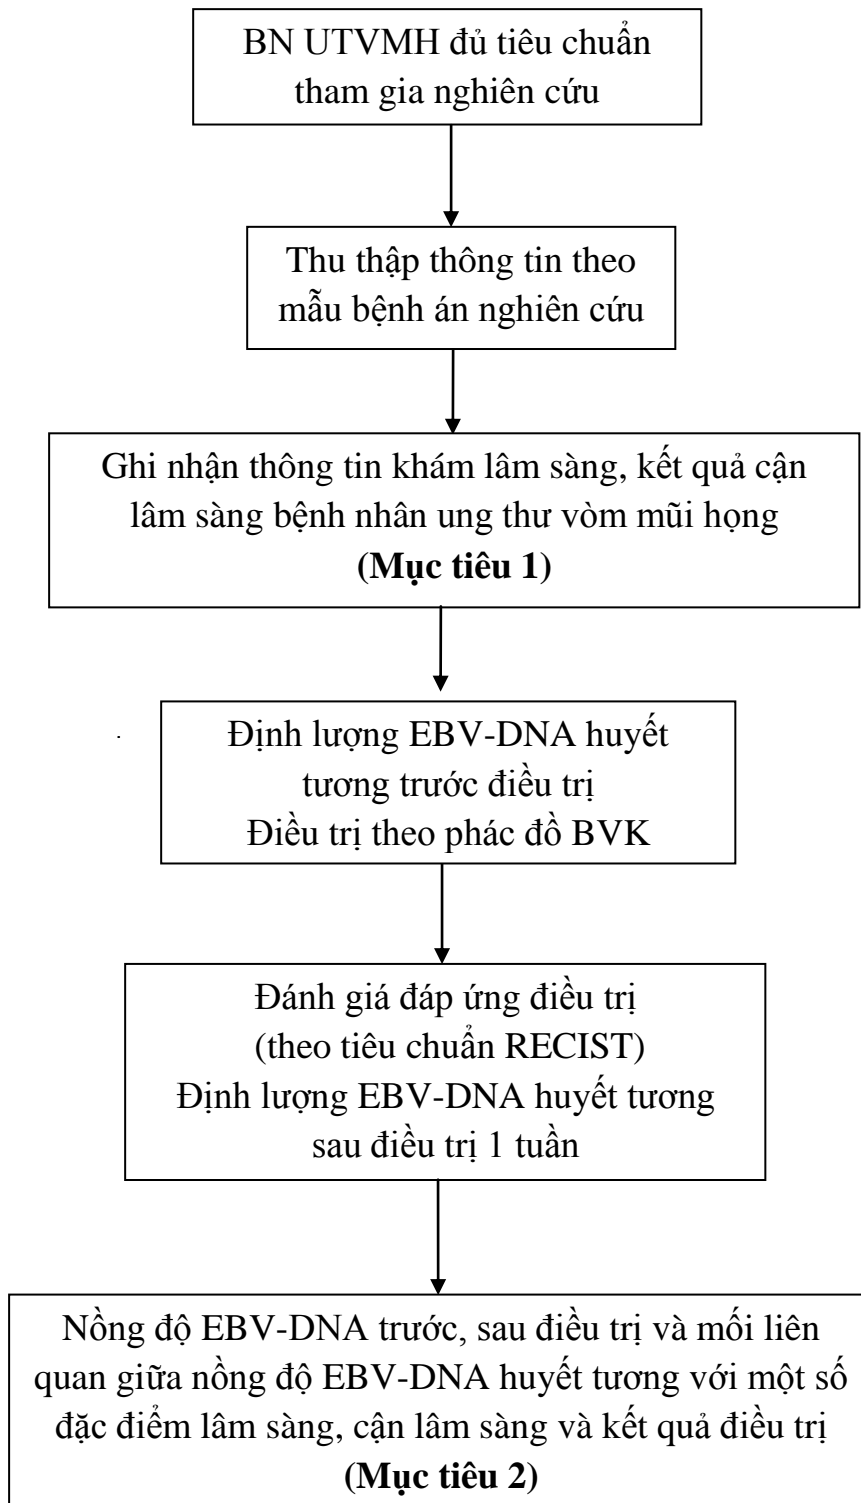 BN UTVMH đủ tiêu chuẩn
tham gia nghiên cứu
Thu thập thông tin theo
mẫu bệnh án nghiên cứu
Ghi nhận thông tin khám lâm sàng, kết quả cận
lâm sàng bệnh nhân ung thư vòm mũi họng
(Mục tiêu 1)
Định lượng EBV-DNA huyết
tương trước điều trị
Điều trị theo phác đồ BVK
Đánh giá đáp ứng điều trị
(theo tiêu chuẩn RECIST)
Định lượng EBV-DNA huyết tương
sau điều trị 1 tuần
Nồng độ EBV-DNA trước, sau điều trị và mối liên
quan giữa nồng độ EBV-DNA huyết tương với một số
đặc điểm lâm sàng, cận lâm sàng và kết quả điều trị
(Mục tiêu 2)